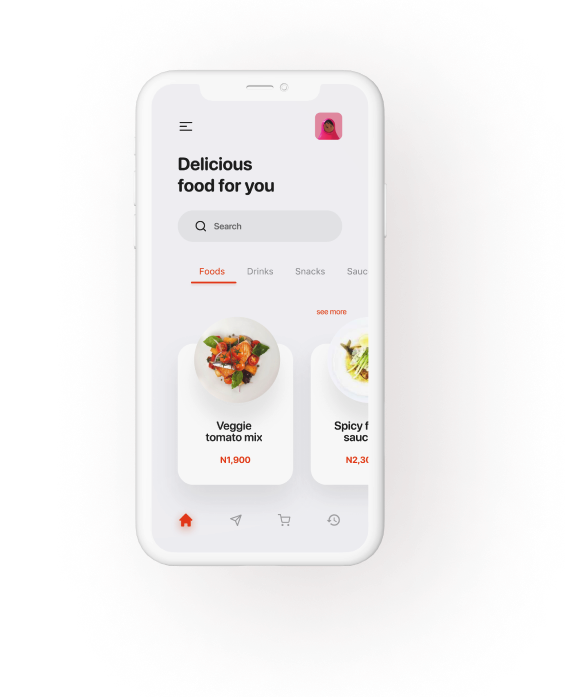 Delicious
food for you
Search
Foods Drinks Snacks Sauc
see more
Veggie
tomato mix
N1,900
Spicy f
sauc
N2,30